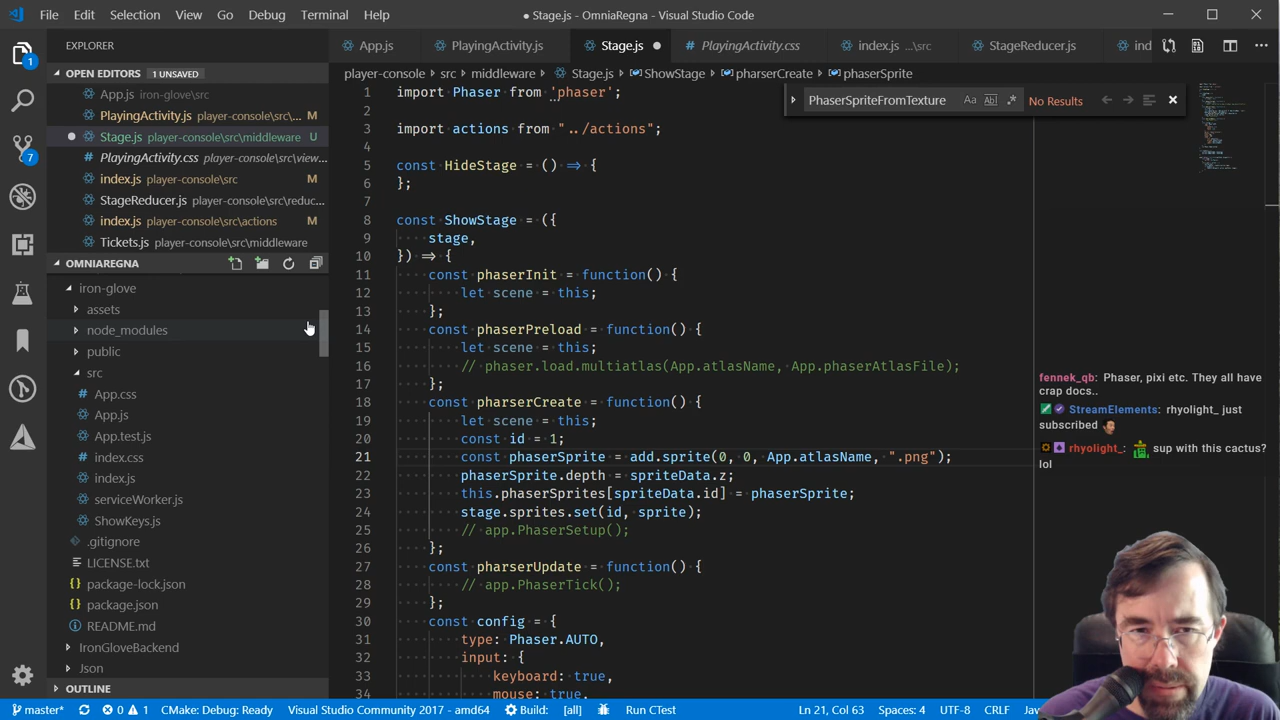 File Edit Selection View Go Debug Terminal Help
● Stage.js - OmniaRegna - Visual Studio Code
EXPLORER
OPEN EDITORS 1 UNSAVED
App.js iron-glove\src
PlayingActivity.js player-console\src\... M
Stage.js player-console\src\middleware U
PlayingActivity.css player-console\src\view...
index.js player-console\src M
StageReducer.js player-console\src\reduc...
index.js player-console\src\actions M
Tickets.js player-console\src\middleware
OMNIAREGNA
iron-glove
assets
node_modules
public
src
App.css
App.js
App.test.js
index.css
index.js
serviceWorker.js
ShowKeys.js
.gitignore
LICENSE.txt
package-lock.json
package.json
README.md
IronGloveBackend
Json
OUTLINE
1
7
App.js PlayingActivity.js Stage.js PlayingActivity.css index.js ...\src StageReducer.js ind
player-console › src › middleware › Stage.js › ShowStage › pharserCreate › phaserSprite
PhaserSpriteFromTexture Aa Abl .* No Results
1 import Phaser from 'phaser';
2
3 import actions from "../actions";
4
5 const HideStage = () => {
6 };
7
8 const ShowStage = ({
9 stage,
10 }) => {
11 const phaserInit = function() {
12 let scene = this;
13 };
14 const phaserPreload = function() {
15 let scene = this;
16 // phaser.load.multiatlas(App.atlasName, App.phaserAtlasFile);
17 };
18 const pharserCreate = function() {
19 let scene = this;
20 const id = 1;
21 const phaserSprite = add.sprite(0, 0, App.atlasName, ".png");
22 phaserSprite.depth = spriteData.z;
23 this.phaserSprites[spriteData.id] = phaserSprite;
24 stage.sprites.set(id, sprite);
25 // app.PhaserSetup();
26 };
27 const pharserUpdate = function() {
28 // app.PhaserTick();
29 };
30 const config = {
31 type: Phaser.AUTO,
32 input: {
33 keyboard: true,
34 mouse: true,
fennek_qb: Phaser, pixi etc. They all have
crap docs..
StreamElements: rhyolight_ just
subscribed
rhyolight_: sup with this cactus?
lol
master* 0 1 CMake: Debug: Ready Visual Studio Community 2017 - amd64 Build: [all] Run CTest Ln 21, Col 63 Spaces: 4 UTF-8 CRLF JavaScript